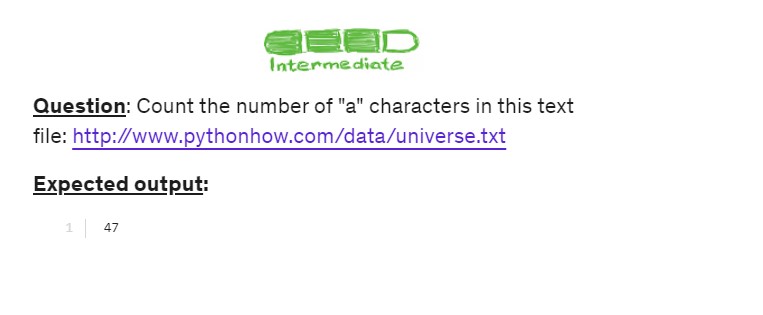 Intermediate
Question: Count the number of "a" characters in this text
file: http://www.pythonhow.com/data/universe.txt
Expected output:
1 47